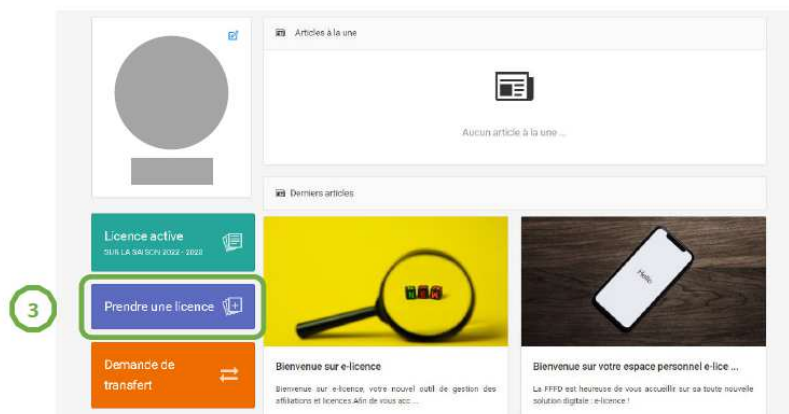 Articles à la une
Aucun article à la une ...
Derniers articles
Licence active
SUR LA SAISON 2022 - 2023
3
Prendre une licence
Demande de
transfert
Hello
Bienvenue sur e-licence
Bienvenue sur e-licence, votre nouvel outil de gestion des
affiliations et licences.Afin de vous acc ...
Bienvenue sur votre espace personnel e-lice ...
La FFFD est heureuse de vous accueille sur sa toute nouvelle
solution digitale : e-licence !